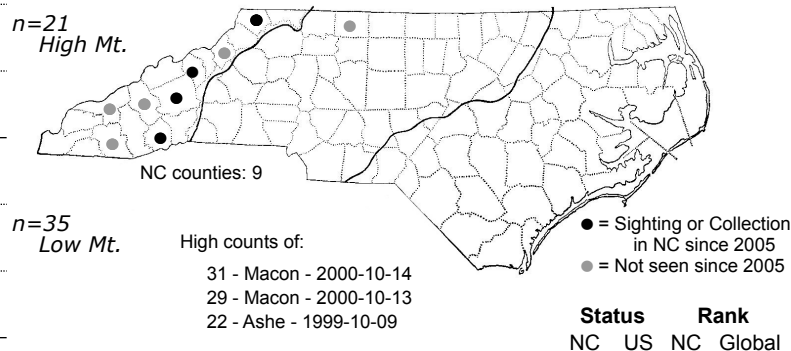 n=21
High Mt.
NC counties: 9
n=35
Low Mt.
High counts of:
31 - Macon - 2000-10-14
29 - Macon - 2000-10-13
22 - Ashe - 1999-10-09
● = Sighting or Collection
in NC since 2005
● = Not seen since 2005
Status Rank
NC US NC Global